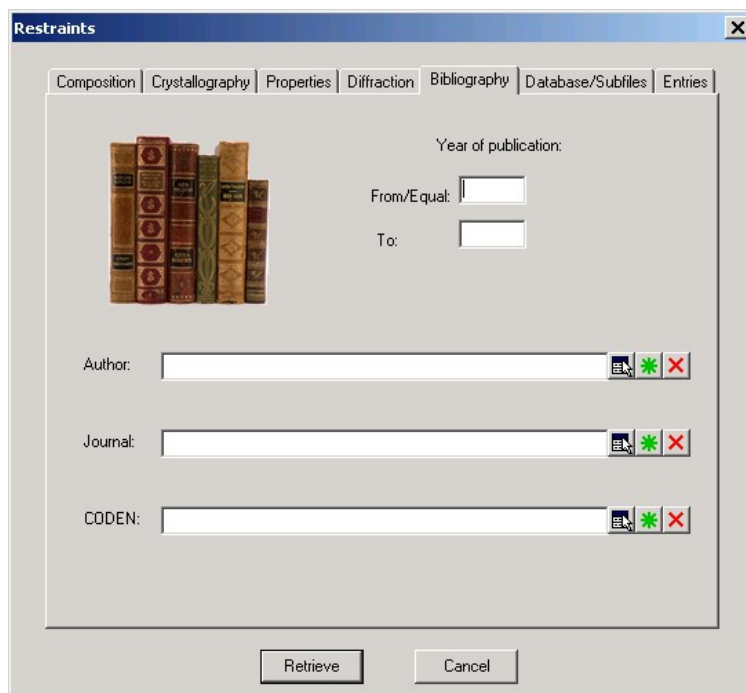 Restraints
Composition Crystallography Properties Diffraction Bibliography Database/Subfiles Entries
Year of publication:
From/Equal:
To:
Author:
Journal:
CODEN:
Retrieve Cancel